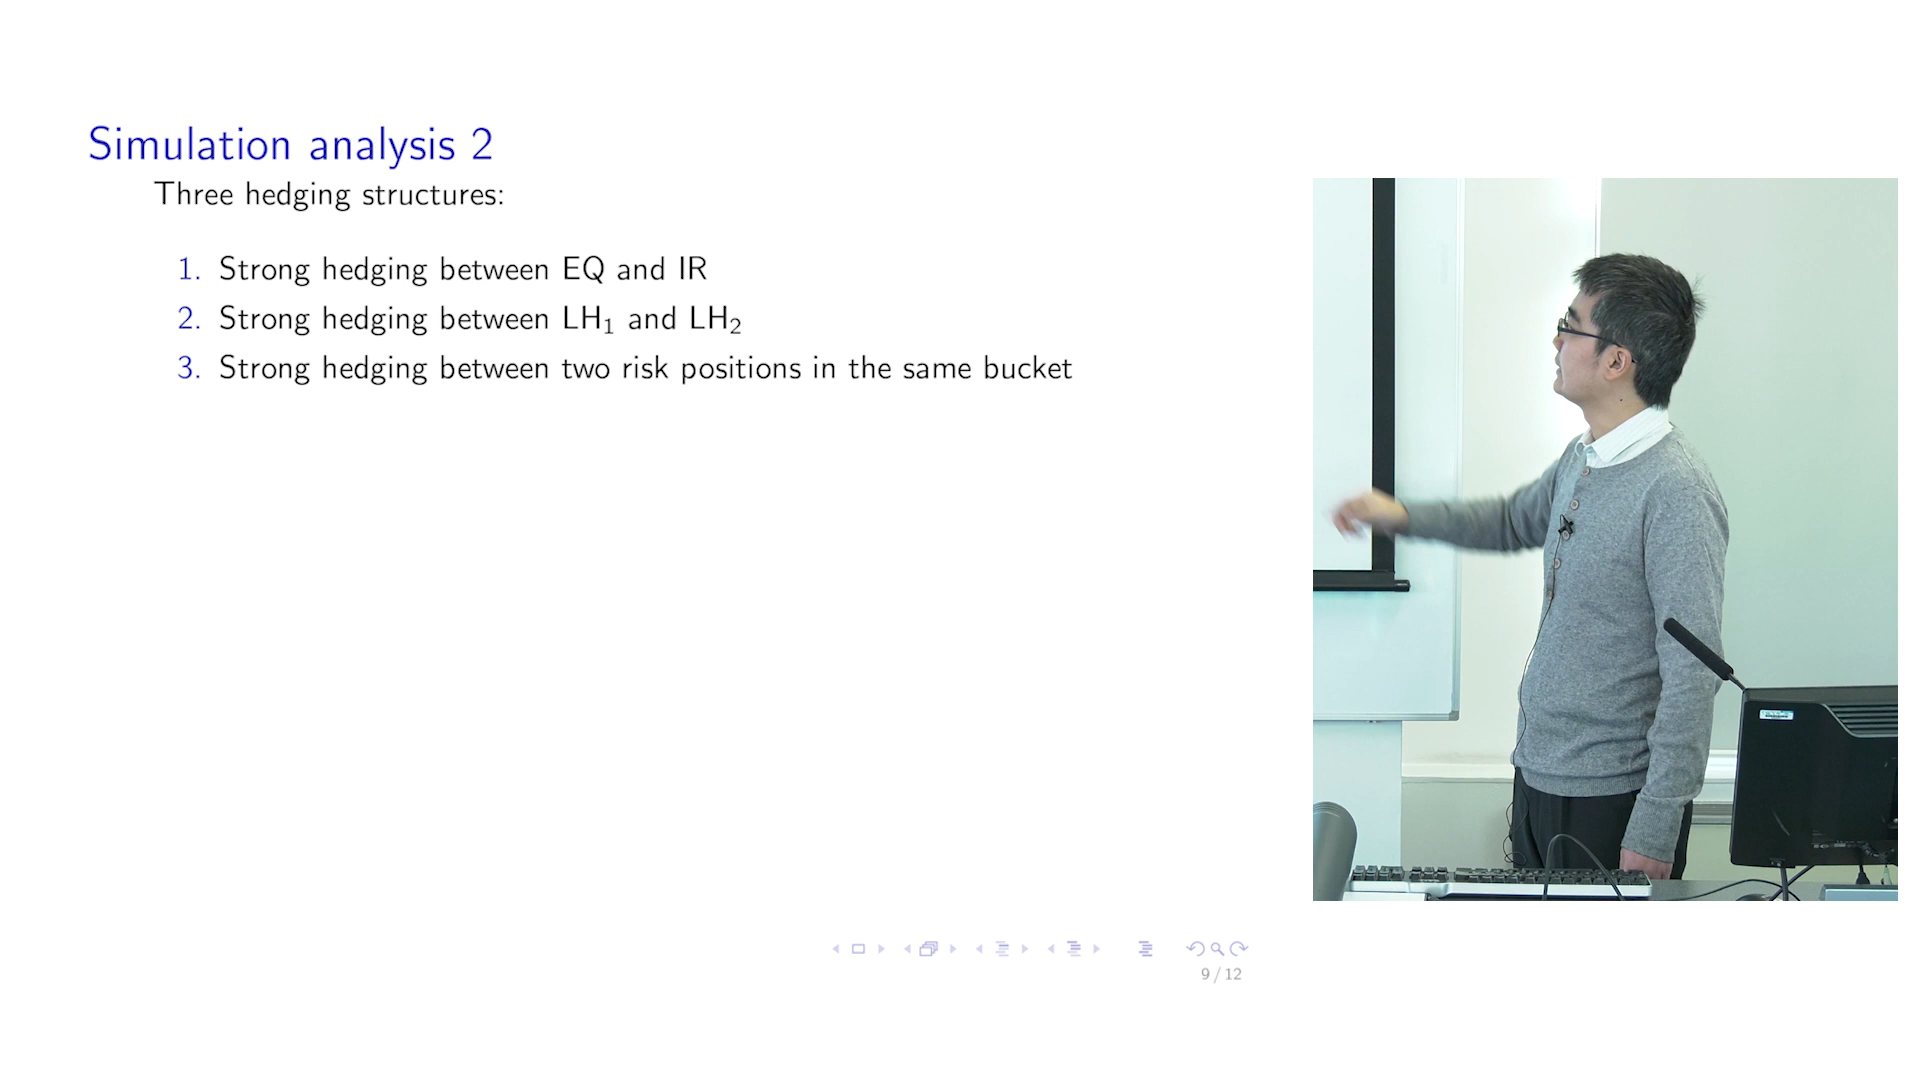 Simulation analysis 2
Three hedging structures:
1. Strong hedging between EQ and IR
2. Strong hedging between LH₁ and LH₂
3. Strong hedging between two risk positions in the same bucket
9 / 12